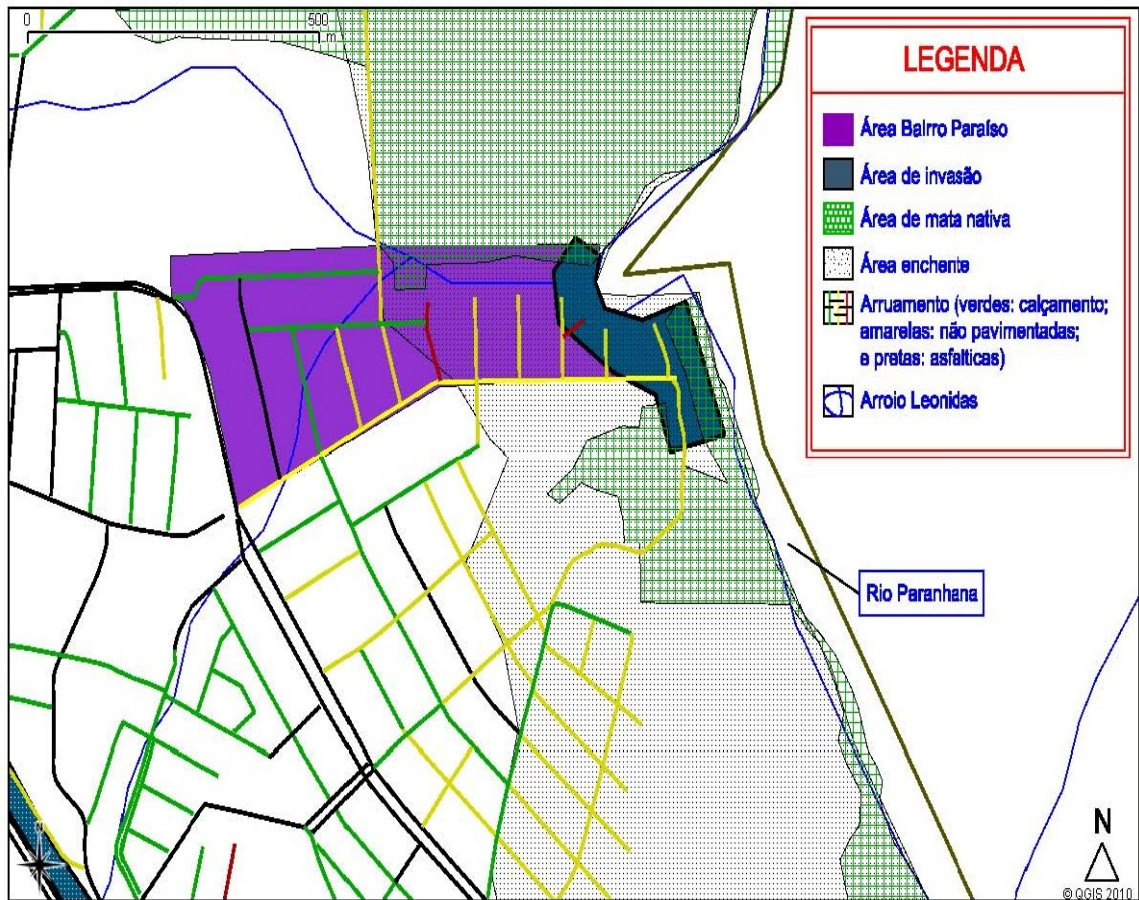 0 500
m
LEGENDA
Área Bairro Paraíso
Área de invasão
Área de mata nativa
Área enchente
Arruamento (verdes: calçamento;
amarelas: não pavimentadas;
e pretas: asfalticas)
Arroio Leonidas
Rio Paranhana
N
© QGIS 2010